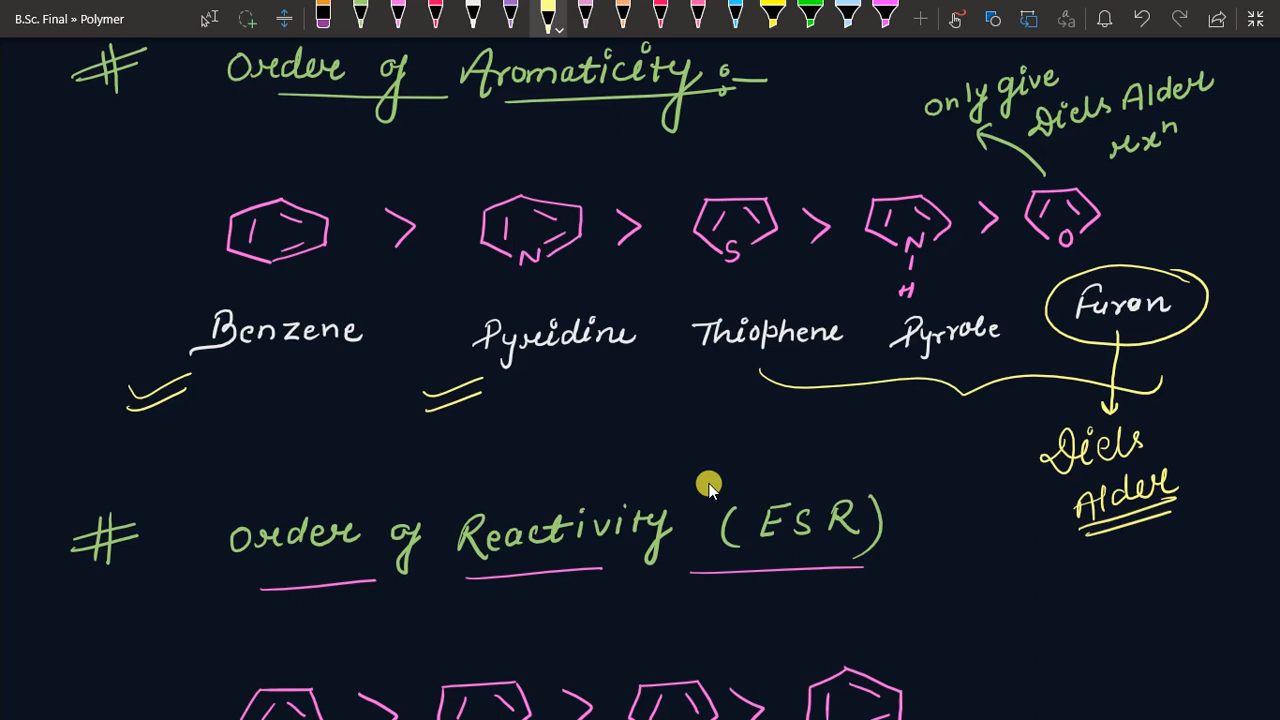 B.Sc. Final » Polymer
# Order of Aromaticity :—
only give
Diels Alder
rxⁿ
> > > >
N S N O
H
Benzene Pyridine Thiophene Pyrrole Furan
Diels
Alder
# Order of Reactivity (ESR)
> > >